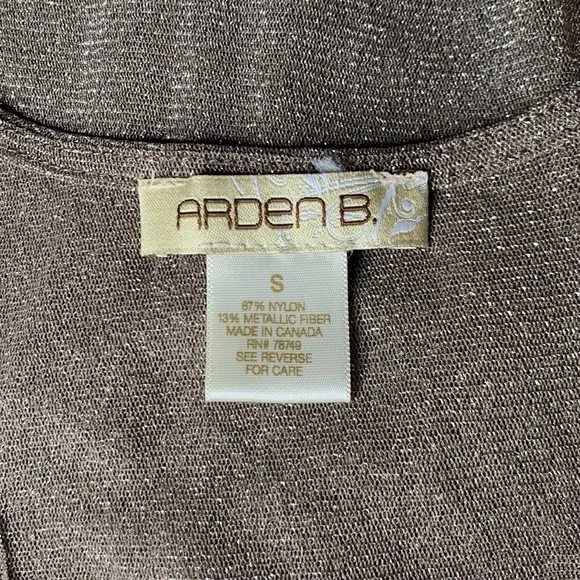 ARDEN B.
S
87% NYLON
13% METALLIC FIBER
MADE IN CANADA
RN# 78749
SEE REVERSE
FOR CARE